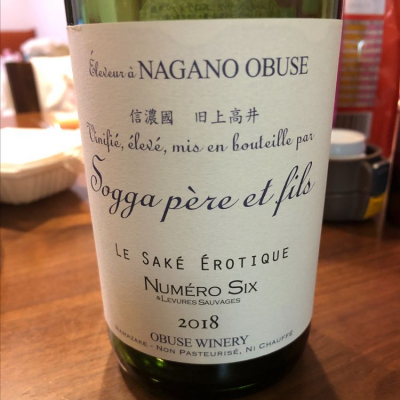 Éleveur à NAGANO OBUSE
信濃國 旧上高井
Vinifié, élevé, mis en bouteille par
Sogga père et fils
LE SAKÉ ÉROTIQUE
NUMÉRO SIX
& LEVURES SAUVAGES
2018
OBUSE WINERY
NAMAZAKE - NON PASTEURISÉ, NI CHAUFFÉ